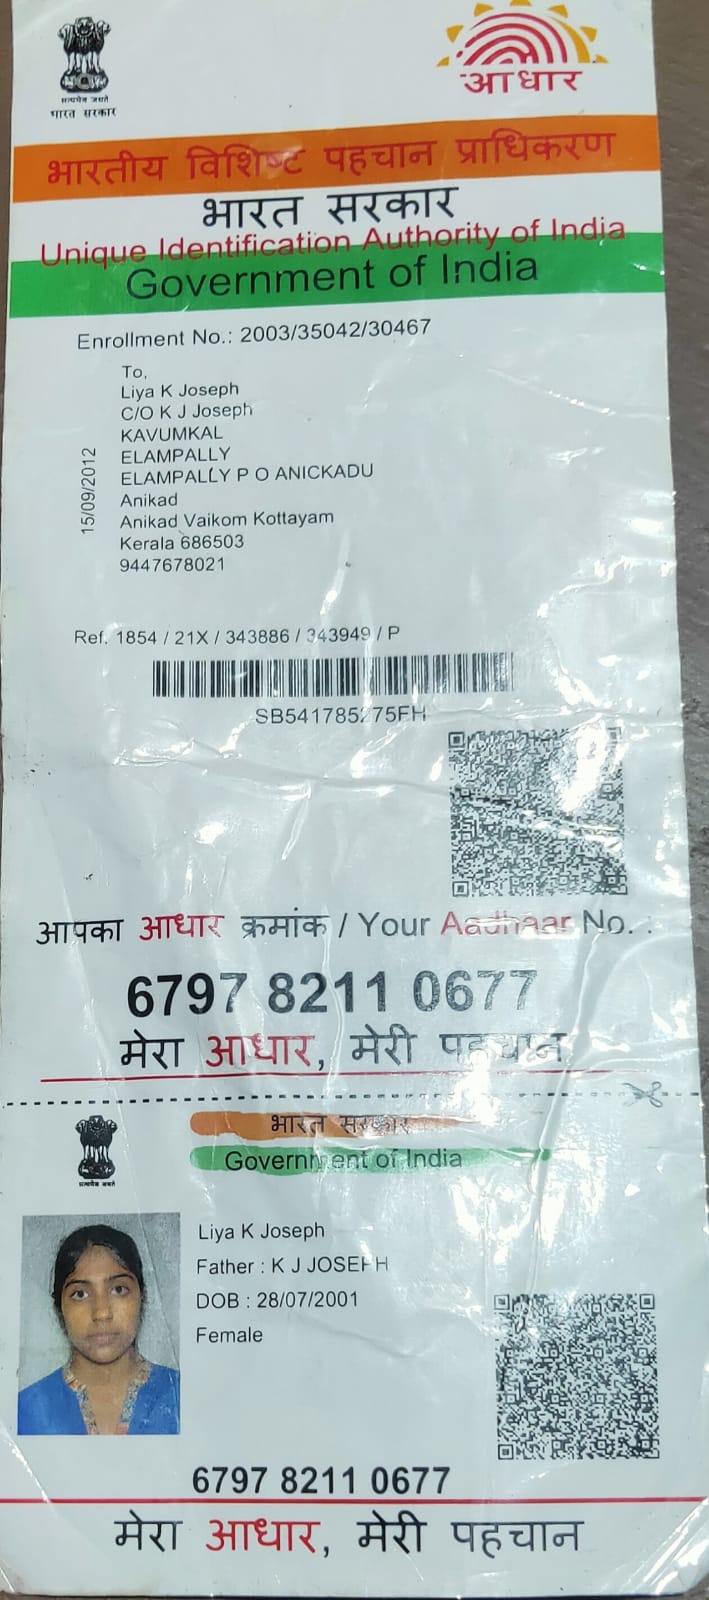 सत्यमेव जयते
भारत सरकार
आधार
भारतीय विशिष्ट पहचान प्राधिकरण
भारत सरकार
Unique Identification Authority of India
Government of India
Enrollment No.: 2003/35042/30467
To,
Liya K Joseph
C/O K J Joseph
KAVUMKAL
ELAMPALLY
ELAMPALLY P O ANICKADU
Anikad
Anikad Vaikom Kottayam
Kerala 686503
9447678021
15/09/2012
Ref. 1854 / 21X / 343886 / 343949 / P
आपका आधार क्रमांक / Your Aadhaar No. :
6797 8211 0677
मेरा आधार, मेरी पहचान
भारत सरकार
Government of India
सत्यमेव जयते
Liya K Joseph
Father : K J JOSEPH
DOB : 28/07/2001
Female
6797 8211 0677
मेरा आधार, मेरी पहचान